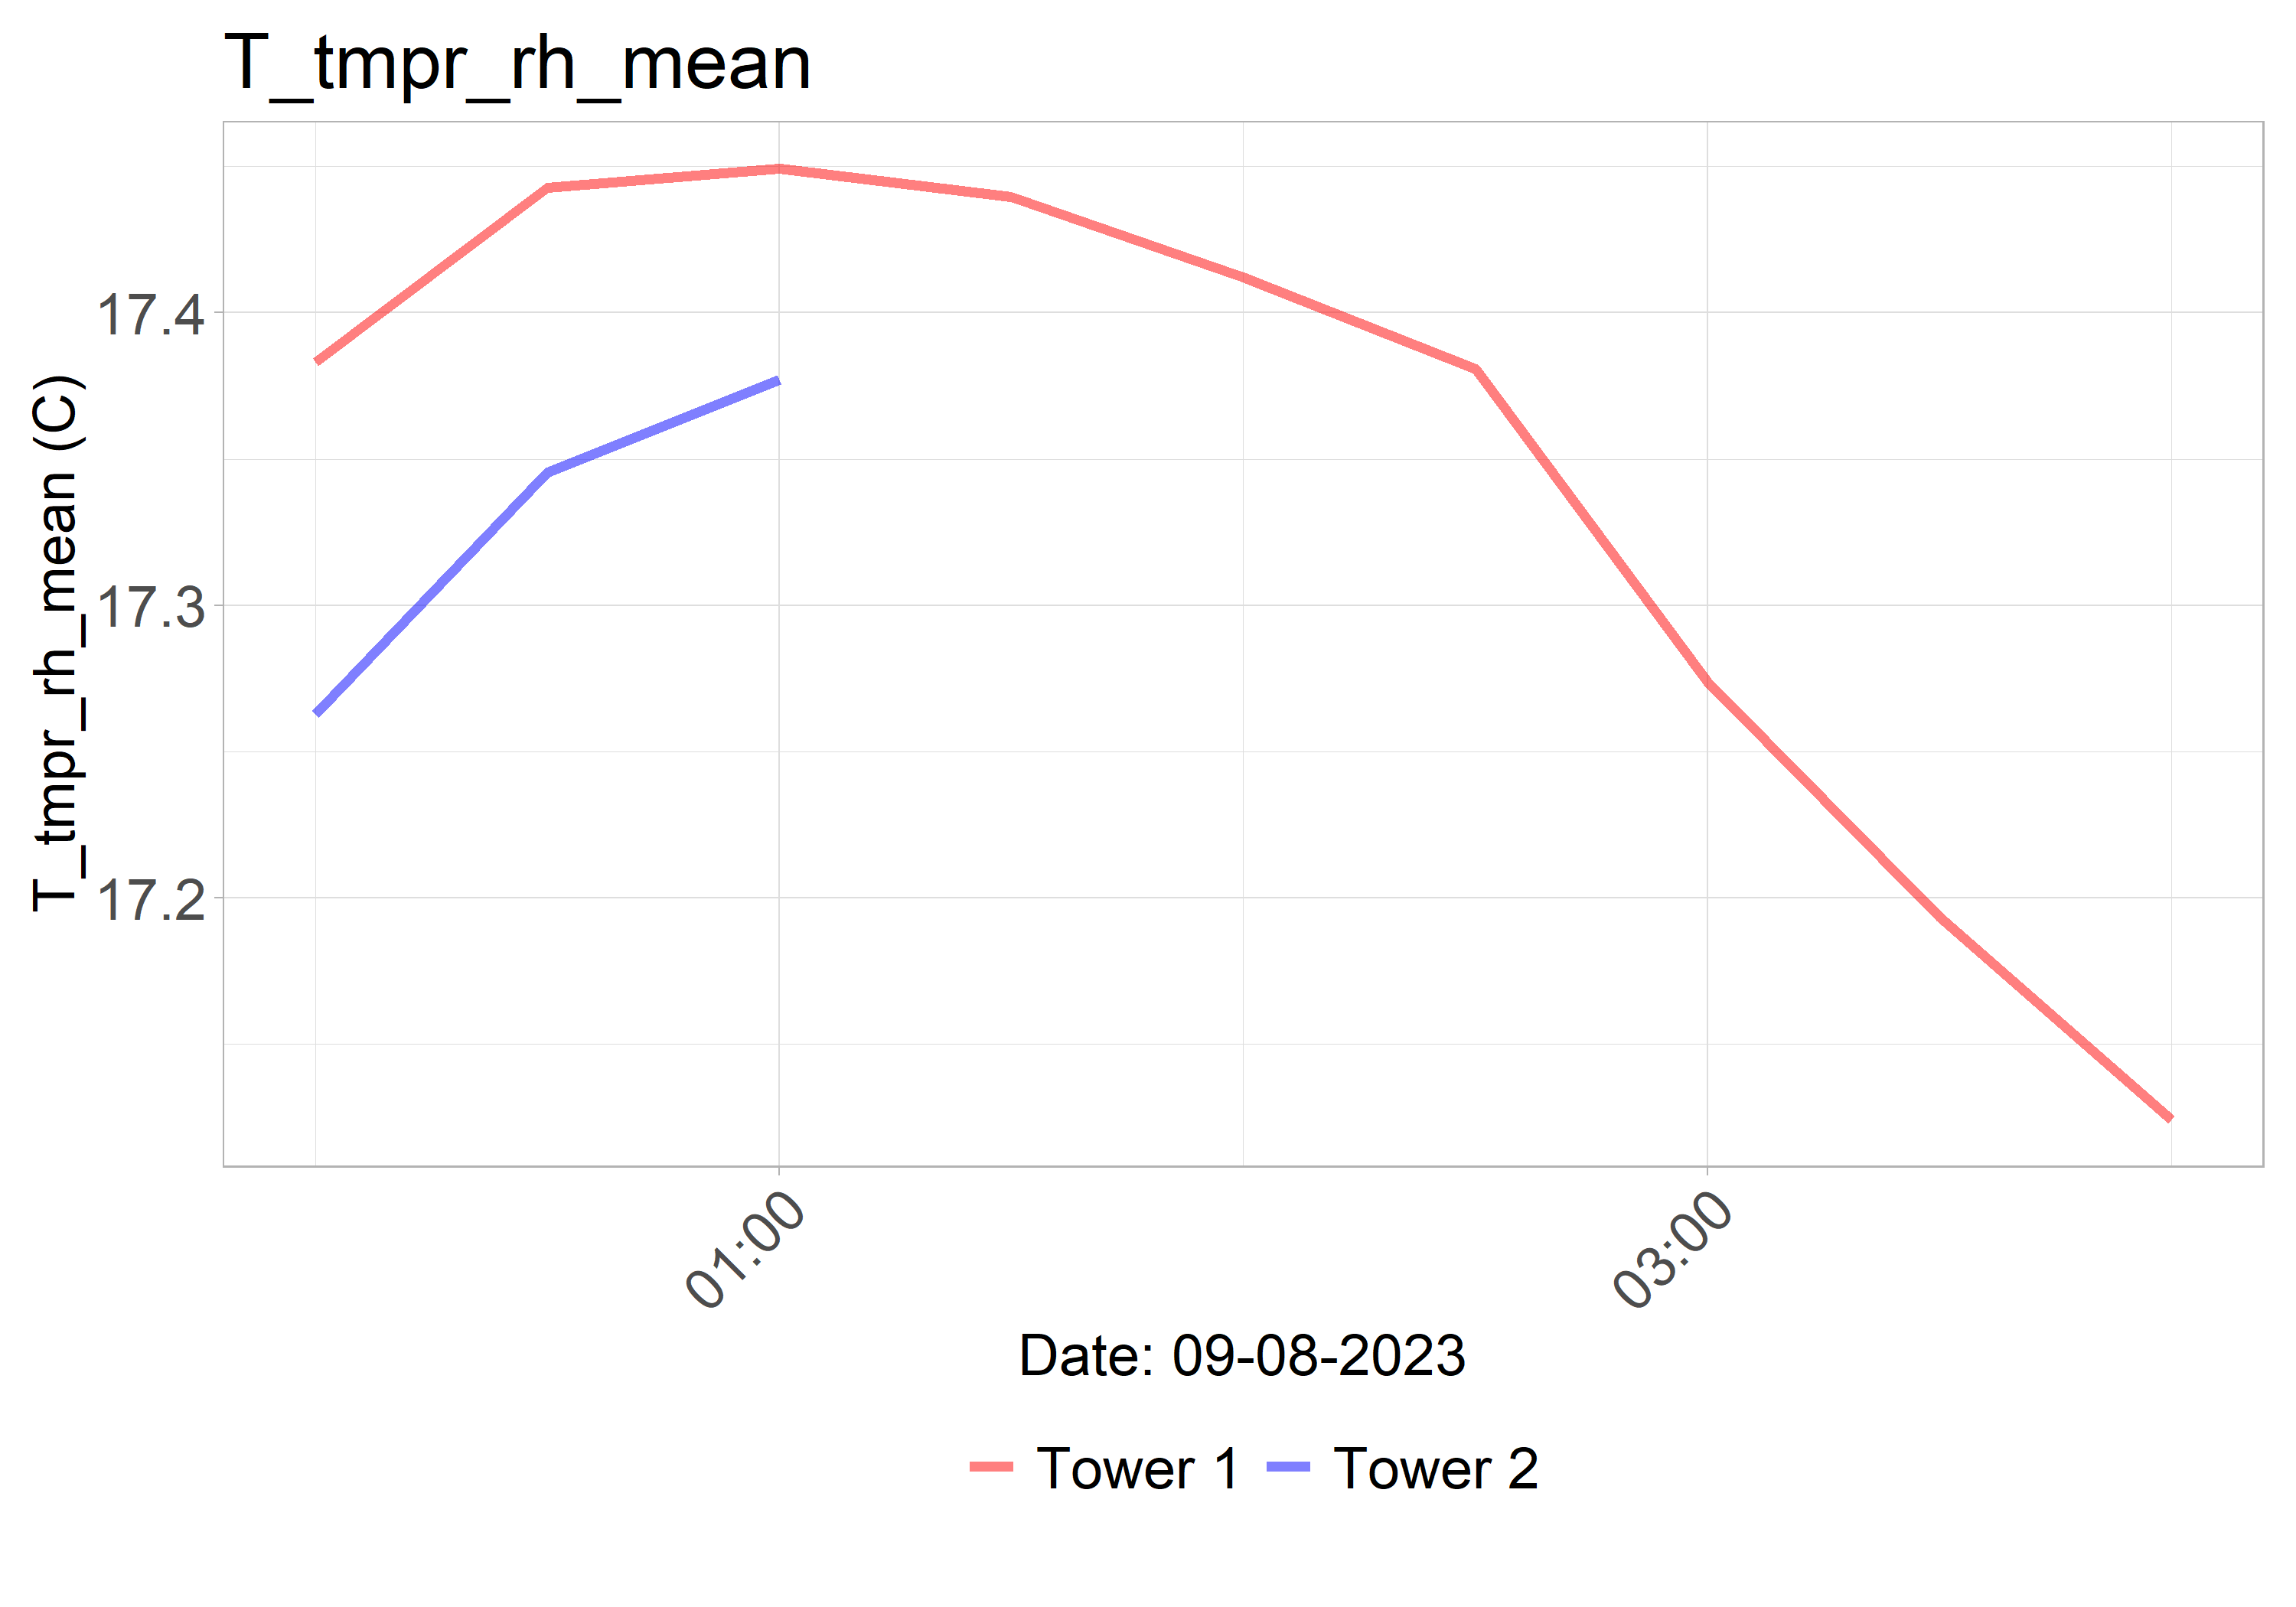 T_tmpr_rh_mean
T_tmpr_rh_mean (C)
17.4
17.3
17.2
01:00
03:00
Date: 09-08-2023
Tower 1
Tower 2